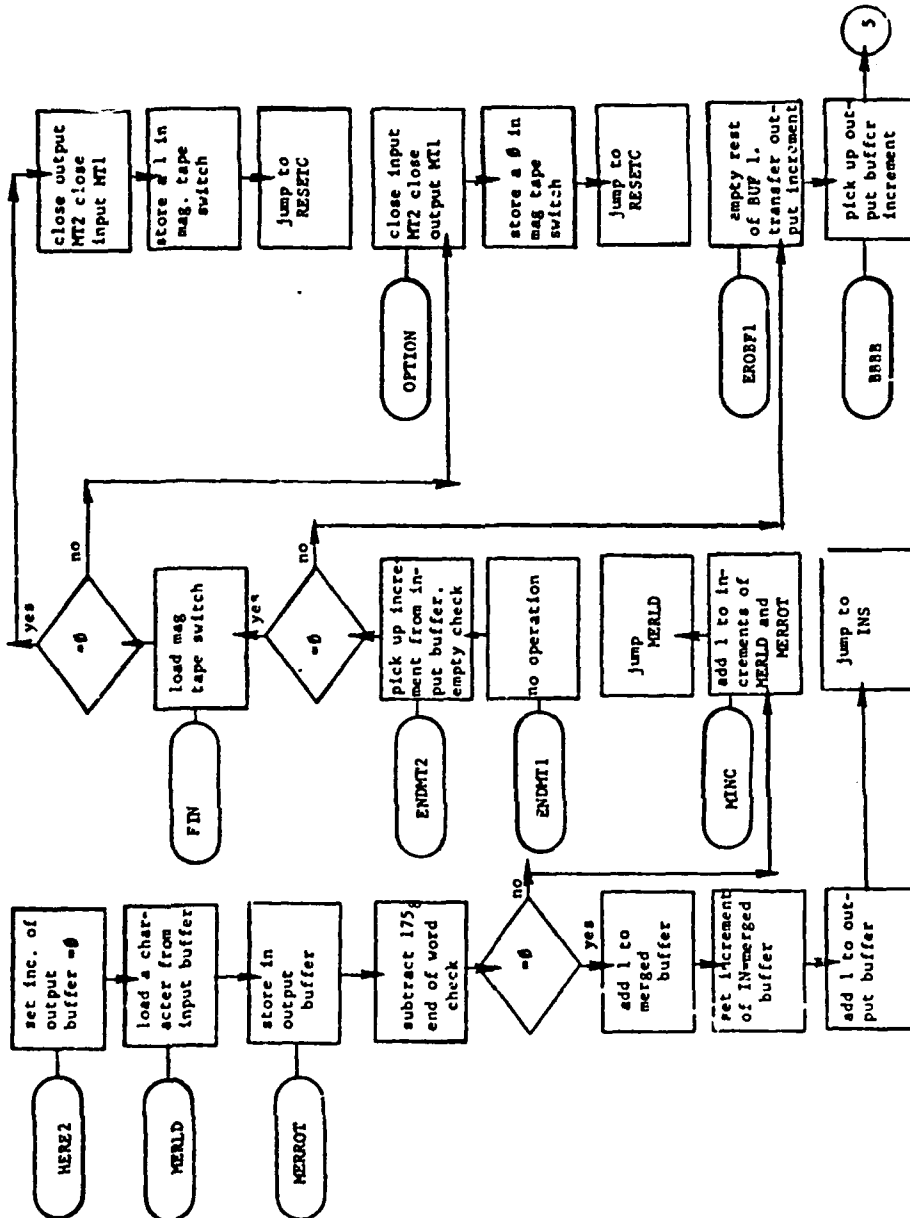 HERE2
set inc. of
output
buffer =Ø
MERLD
load a char-
acter from
input buffer
MERROT
store in
output
buffer
subtract 175₈
end of word
check
=Ø
no
yes
add 1 to
merged
buffer
set increment
of IN=merged
buffer
add 1 to out-
put buffer
yes
=Ø
no
FIN
load mag
tape switch
yes
=Ø
no
ENDMT2
pick up incre-
ment from in-
put buffer.
empty check
ENDMT1
no operation
jump
MERLD
MINC
add 1 to in-
crements of
MERLD and
MERROT
jump to
INS
close output
MT2 close
input MT1
store a 1 in
mag. tape
switch
jump to
RESETC
OPTION
close input
MT2 close
output MT1
store a Ø in
mag tape
switch
jump to
RESETC
EROBF1
empty rest
of BUF 1.
transfer out-
put increment
BBBB
pick up out-
put buffer
increment
5